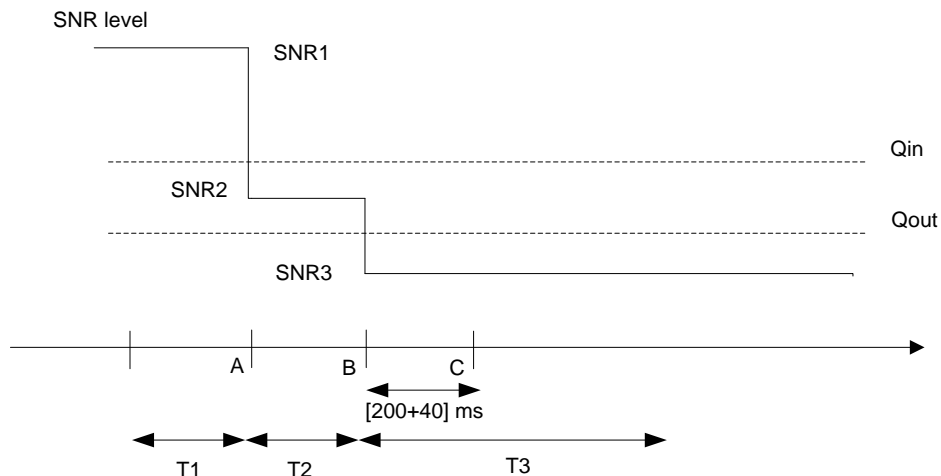 SNR level
SNR1
Qin
SNR2
Qout
SNR3
A
B
C
[200+40] ms
T1
T2
T3